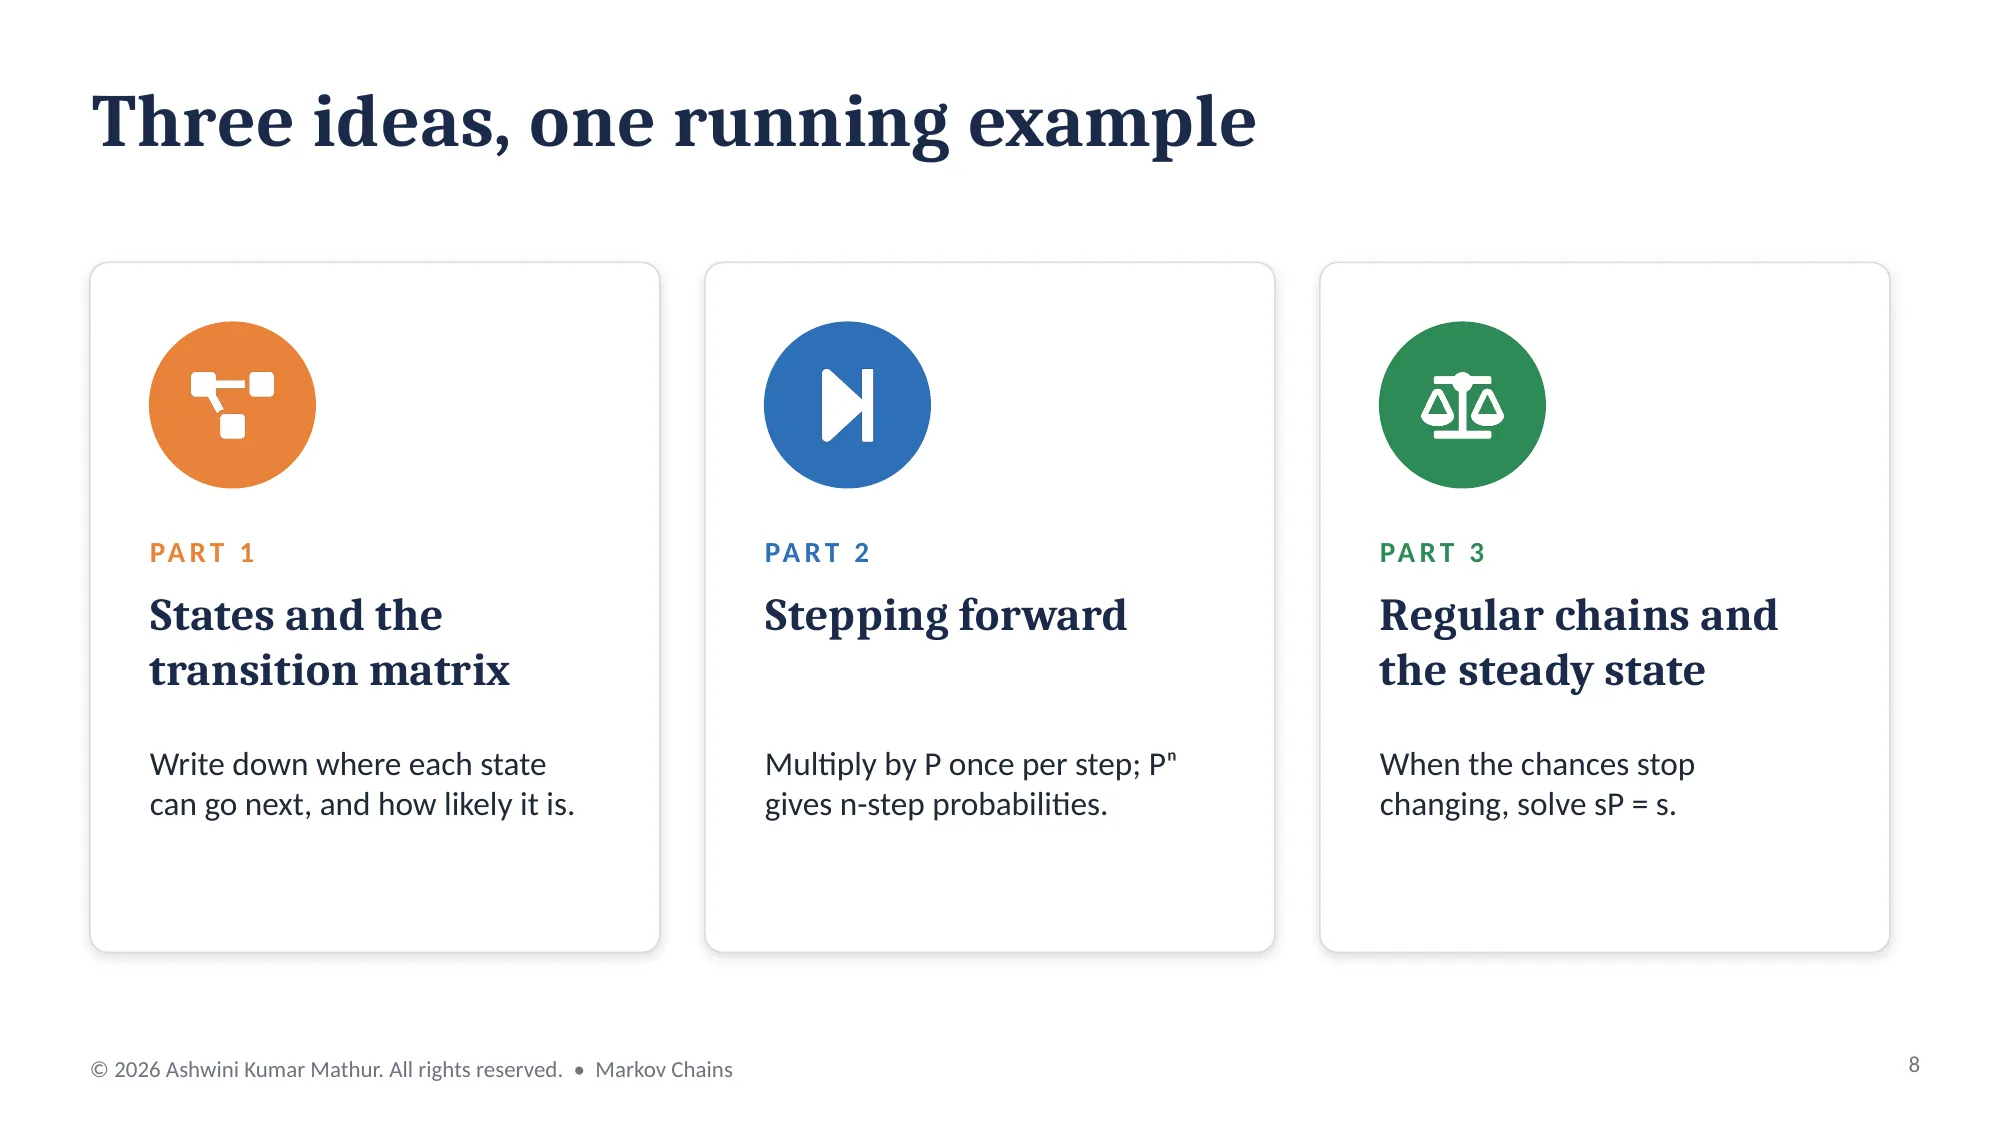 Three ideas, one running example
PART 1
States and the
transition matrix
Write down where each state
can go next, and how likely it is.
PART 2
Stepping forward
Multiply by P once per step; Pⁿ
gives n-step probabilities.
PART 3
Regular chains and
the steady state
When the chances stop
changing, solve sP = s.
© 2026 Ashwini Kumar Mathur. All rights reserved. • Markov Chains
8